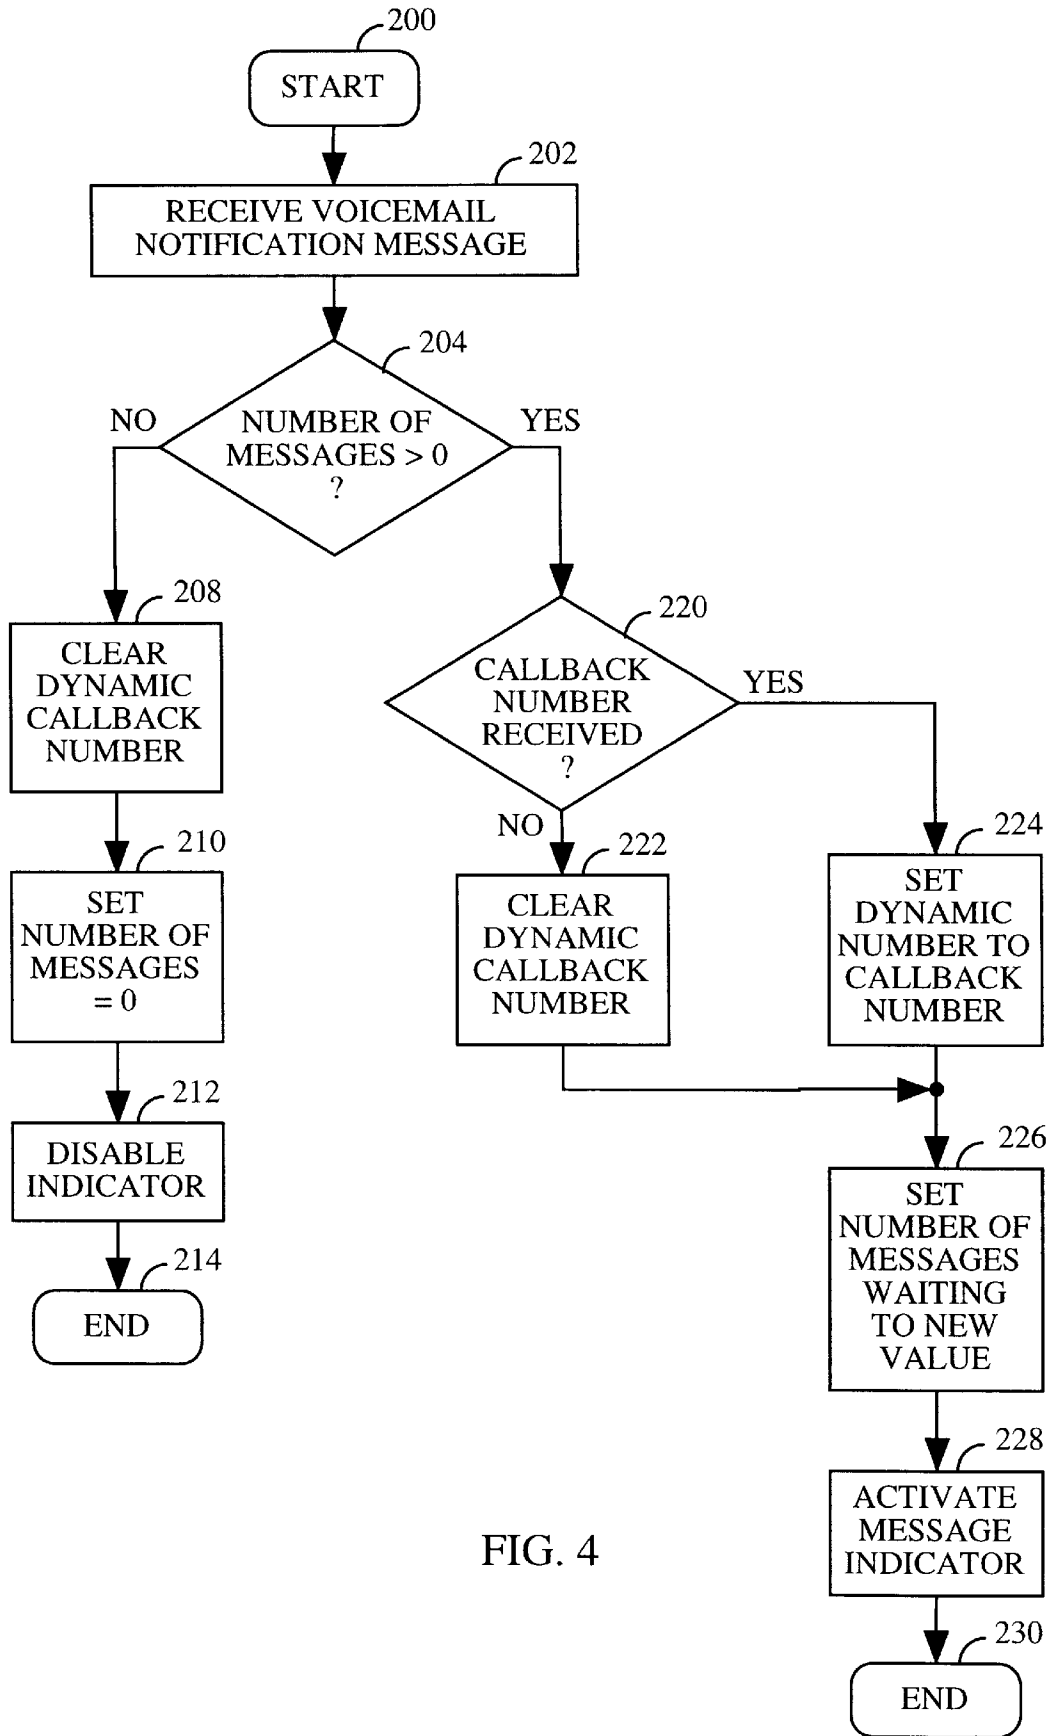 200
START
202
RECEIVE VOICEMAIL
NOTIFICATION MESSAGE
204
NO
NUMBER OF
MESSAGES > 0
?
YES
208
CLEAR
DYNAMIC
CALLBACK
NUMBER
210
SET
NUMBER OF
MESSAGES
= 0
212
DISABLE
INDICATOR
214
END
220
CALLBACK
NUMBER
RECEIVED
?
YES
NO
222
CLEAR
DYNAMIC
CALLBACK
NUMBER
224
SET
DYNAMIC
NUMBER TO
CALLBACK
NUMBER
226
SET
NUMBER OF
MESSAGES
WAITING
TO NEW
VALUE
228
ACTIVATE
MESSAGE
INDICATOR
230
END
FIG. 4